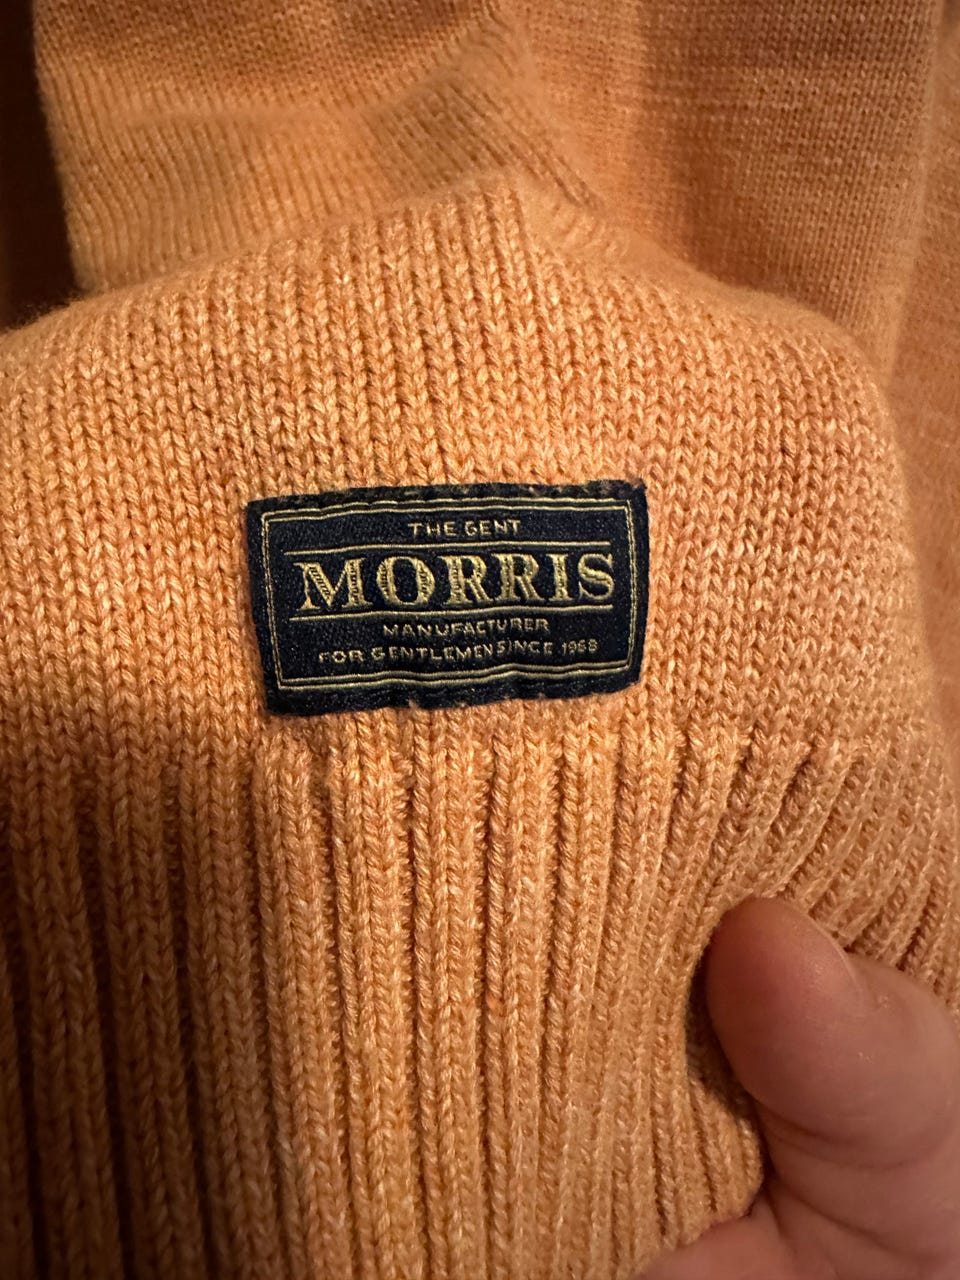 THE GENT
MORRIS
MANUFACTURER
FOR GENTLEMEN SINCE 1968